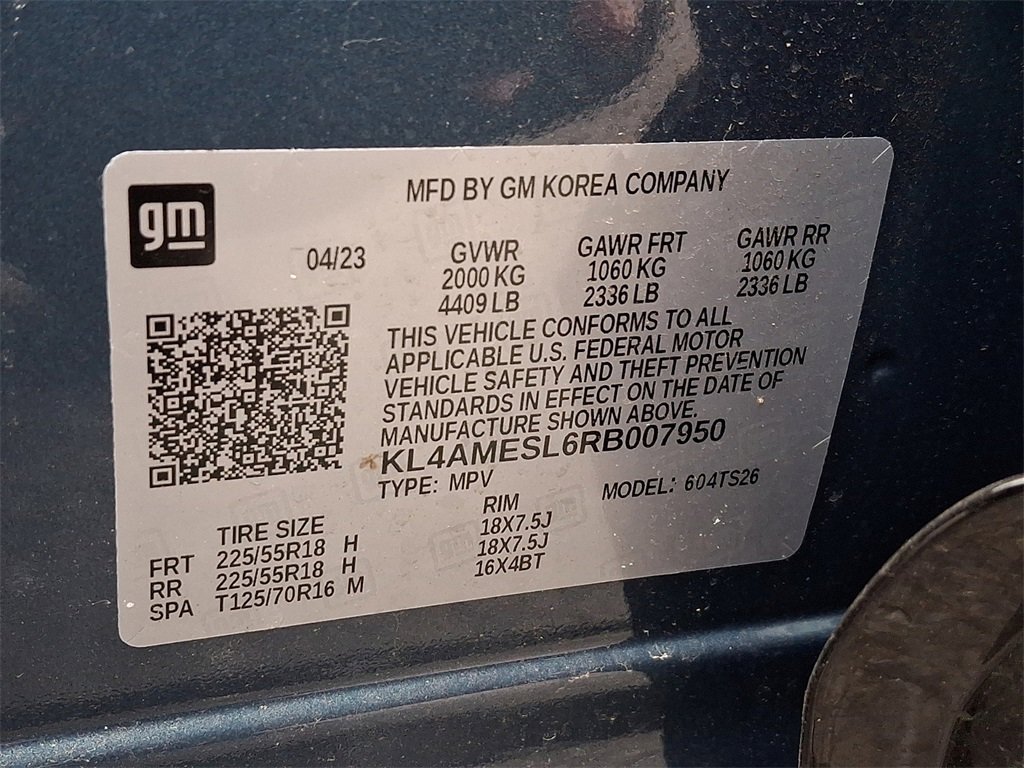 gm
MFD BY GM KOREA COMPANY
04/23
GVWR
2000 KG
4409 LB
GAWR FRT
1060 KG
2336 LB
GAWR RR
1060 KG
2336 LB
THIS VEHICLE CONFORMS TO ALL
APPLICABLE U.S. FEDERAL MOTOR
VEHICLE SAFETY AND THEFT PREVENTION
STANDARDS IN EFFECT ON THE DATE OF
MANUFACTURE SHOWN ABOVE.
KL4AMESL6RB007950
TYPE: MPV
MODEL: 604TS26
TIRE SIZE RIM
FRT 225/55R18 H 18X7.5J
RR 225/55R18 H 18X7.5J
SPA T125/70R16 M 16X4BT